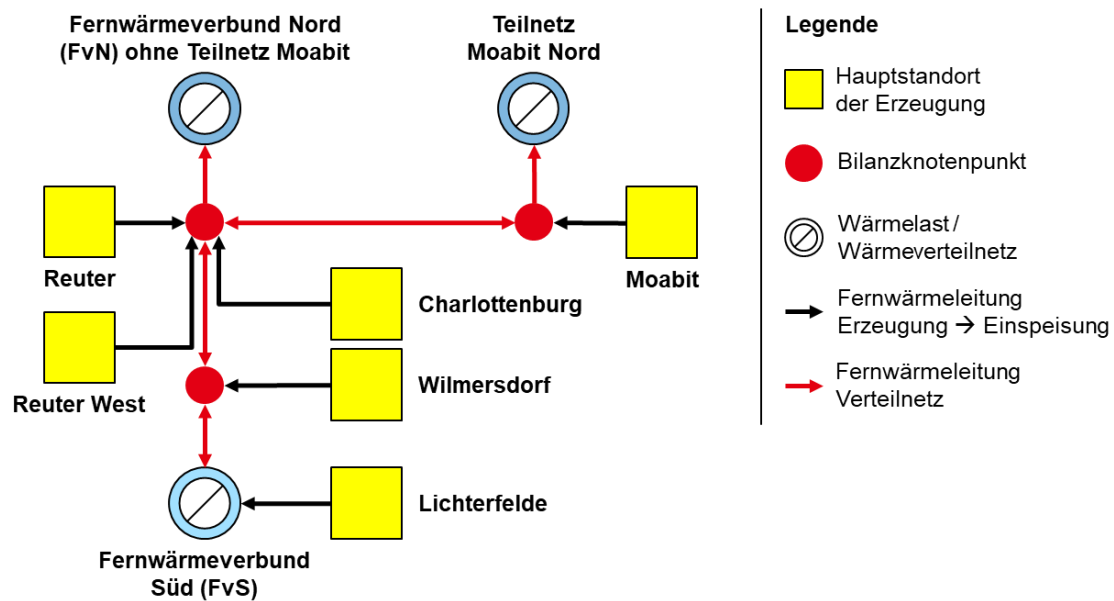 Fernwärmeverbund Nord
(FvN) ohne Teilnetz Moabit
Teilnetz
Moabit Nord
Reuter
Reuter West
Charlottenburg
Wilmersdorf
Lichterfelde
Moabit
Fernwärmeverbund
Süd (FvS)
Legende
Hauptstandort
der Erzeugung
Bilanzknotenpunkt
Wärmelast/
Wärmeverteilnetz
Fernwärmeleitung
Erzeugung → Einspeisung
Fernwärmeleitung
Verteilnetz